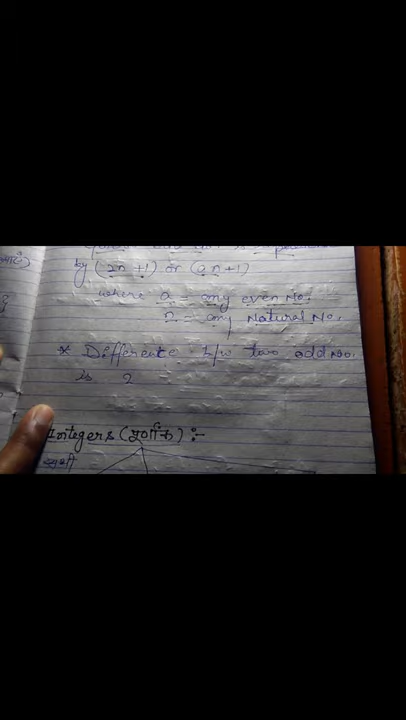 by (2n+1) or (an+1)
where a = any even No.
n = any Natural No.
* Difference b/w two odd No.
is 2
Integers (पूर्णांक) :-